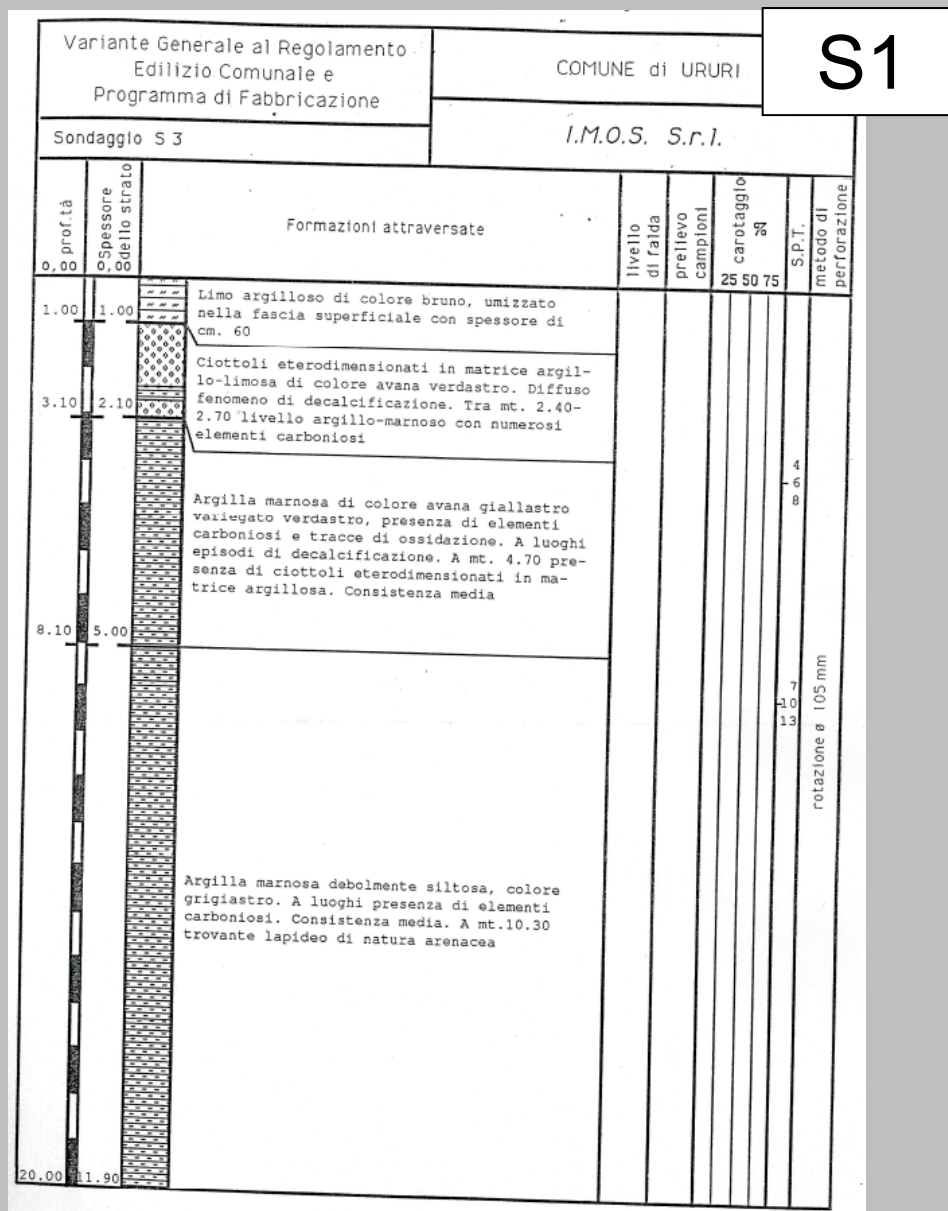 S1
Variante Generale al Regolamento
Edilizio Comunale e
Programma di Fabbricazione
COMUNE di URURI
Sondaggio S 3
I.M.O.S. S.r.l.
prof.tà
0,00
Spessore
dello strato
0,00
Formazioni attraversate
livello
di falda
prelievo
campioni
carotaggio
%
25 50 75
S.P.T.
metodo di
perforazione
1.00 1.00
Limo argilloso di colore bruno, umizzato
nella fascia superficiale con spessore di
cm. 60
3.10 2.10
Ciottoli eterodimensionati in matrice argil-
lo-limosa di colore avana verdastro. Diffuso
fenomeno di decalcificazione. Tra mt. 2.40-
2.70 livello argillo-marnoso con numerosi
elementi carboniosi
4
6
8
Argilla marnosa di colore avana giallastro
variegato verdastro, presenza di elementi
carboniosi e tracce di ossidazione. A luoghi
episodi di decalcificazione. A mt. 4.70 pre-
senza di ciottoli eterodimensionati in ma-
trice argillosa. Consistenza media
8.10 5.00
7
10
13
rotazione ø 105 mm
Argilla marnosa debolmente siltosa, colore
grigiastro. A luoghi presenza di elementi
carboniosi. Consistenza media. A mt.10.30
trovante lapideo di natura arenacea
20.00 11.90